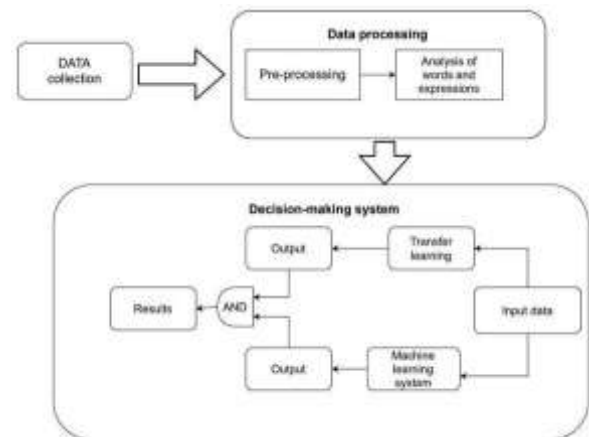 Data processing
DATA
collection
Pre-processing
Analysis of
words and
expressions
Decision-making system
Output
Transfer
learning
Results
AND
Input data
Output
Machine
learning
system